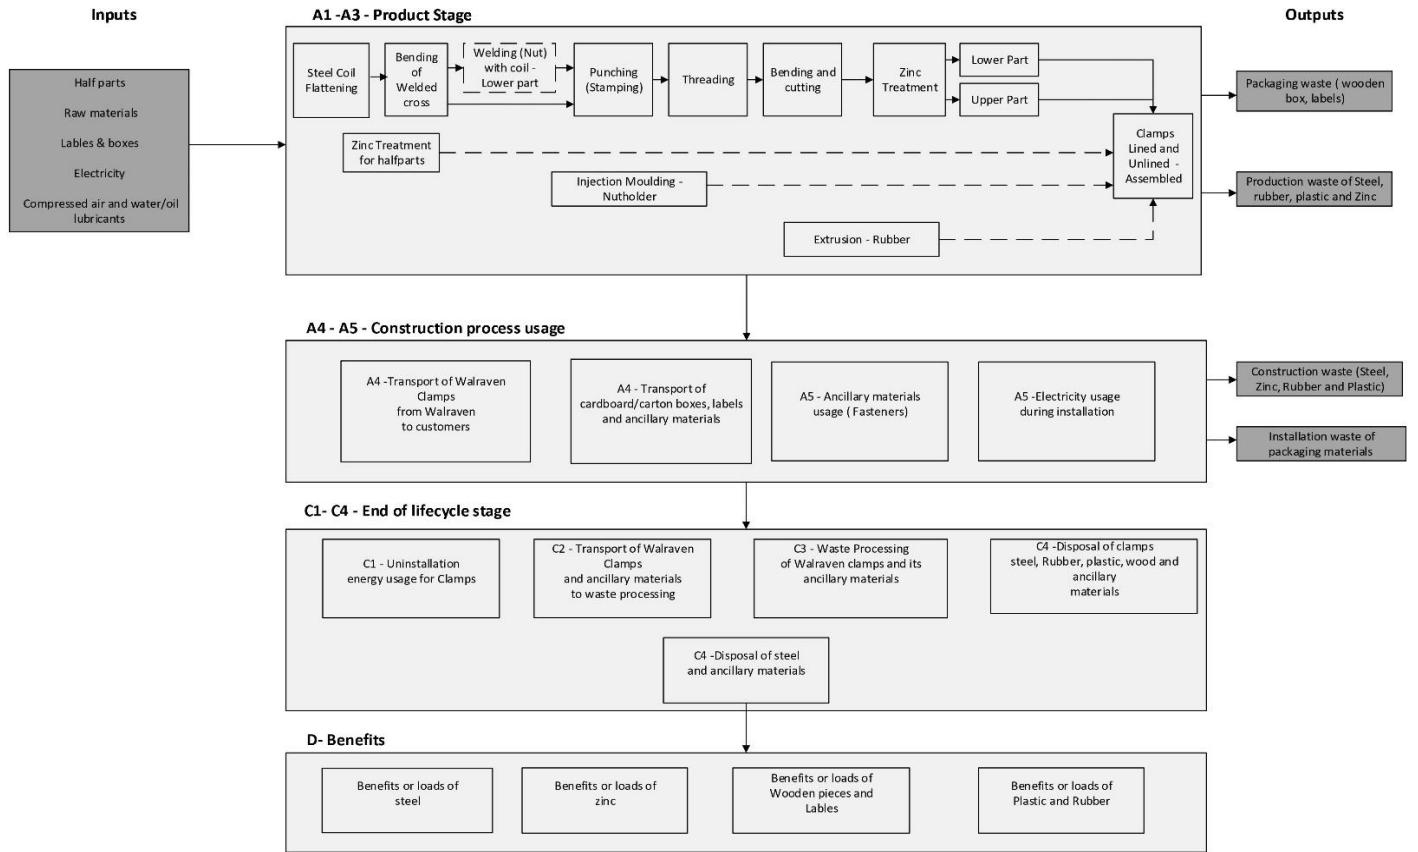 Inputs
A1 -A3 - Product Stage
Outputs
Half parts
Raw materials
Lables & boxes
Electricity
Compressed air and water/oil
lubricants
Steel Coil
Flattening
Bending
of
Welded
cross
Welding (Nut)
with coil -
Lower part
Punching
(Stamping)
Threading
Bending and
cutting
Zinc
Treatment
Lower Part
Upper Part
Zinc Treatment
for halfparts
Injection Moulding -
Nutholder
Extrusion - Rubber
Clamps
Lined and
Unlined -
Assembled
Packaging waste ( wooden
box, labels)
Production waste of Steel,
rubber, plastic and Zinc
A4 - A5 - Construction process usage
A4 -Transport of Walraven
Clamps
from Walraven
to customers
A4 - Transport of
cardboard/carton boxes, labels
and ancillary materials
A5 - Ancillary materials
usage ( Fasteners)
A5 -Electricity usage
during installation
Construction waste (Steel,
Zinc, Rubber and Plastic)
Installation waste of
packaging materials
C1- C4 - End of lifecycle stage
C1 - Uninstallation
energy usage for Clamps
C2 - Transport of Walraven
Clamps
and ancillary materials
to waste processing
C3 - Waste Processing
of Walraven clamps and its
ancillary materials
C4 -Disposal of clamps
steel, Rubber, plastic, wood and
ancillary
materials
C4 -Disposal of steel
and ancillary materials
D- Benefits
Benefits or loads of
steel
Benefits or loads of
zinc
Benefits or loads of
Wooden pieces and
Lables
Benefits or loads of
Plastic and Rubber